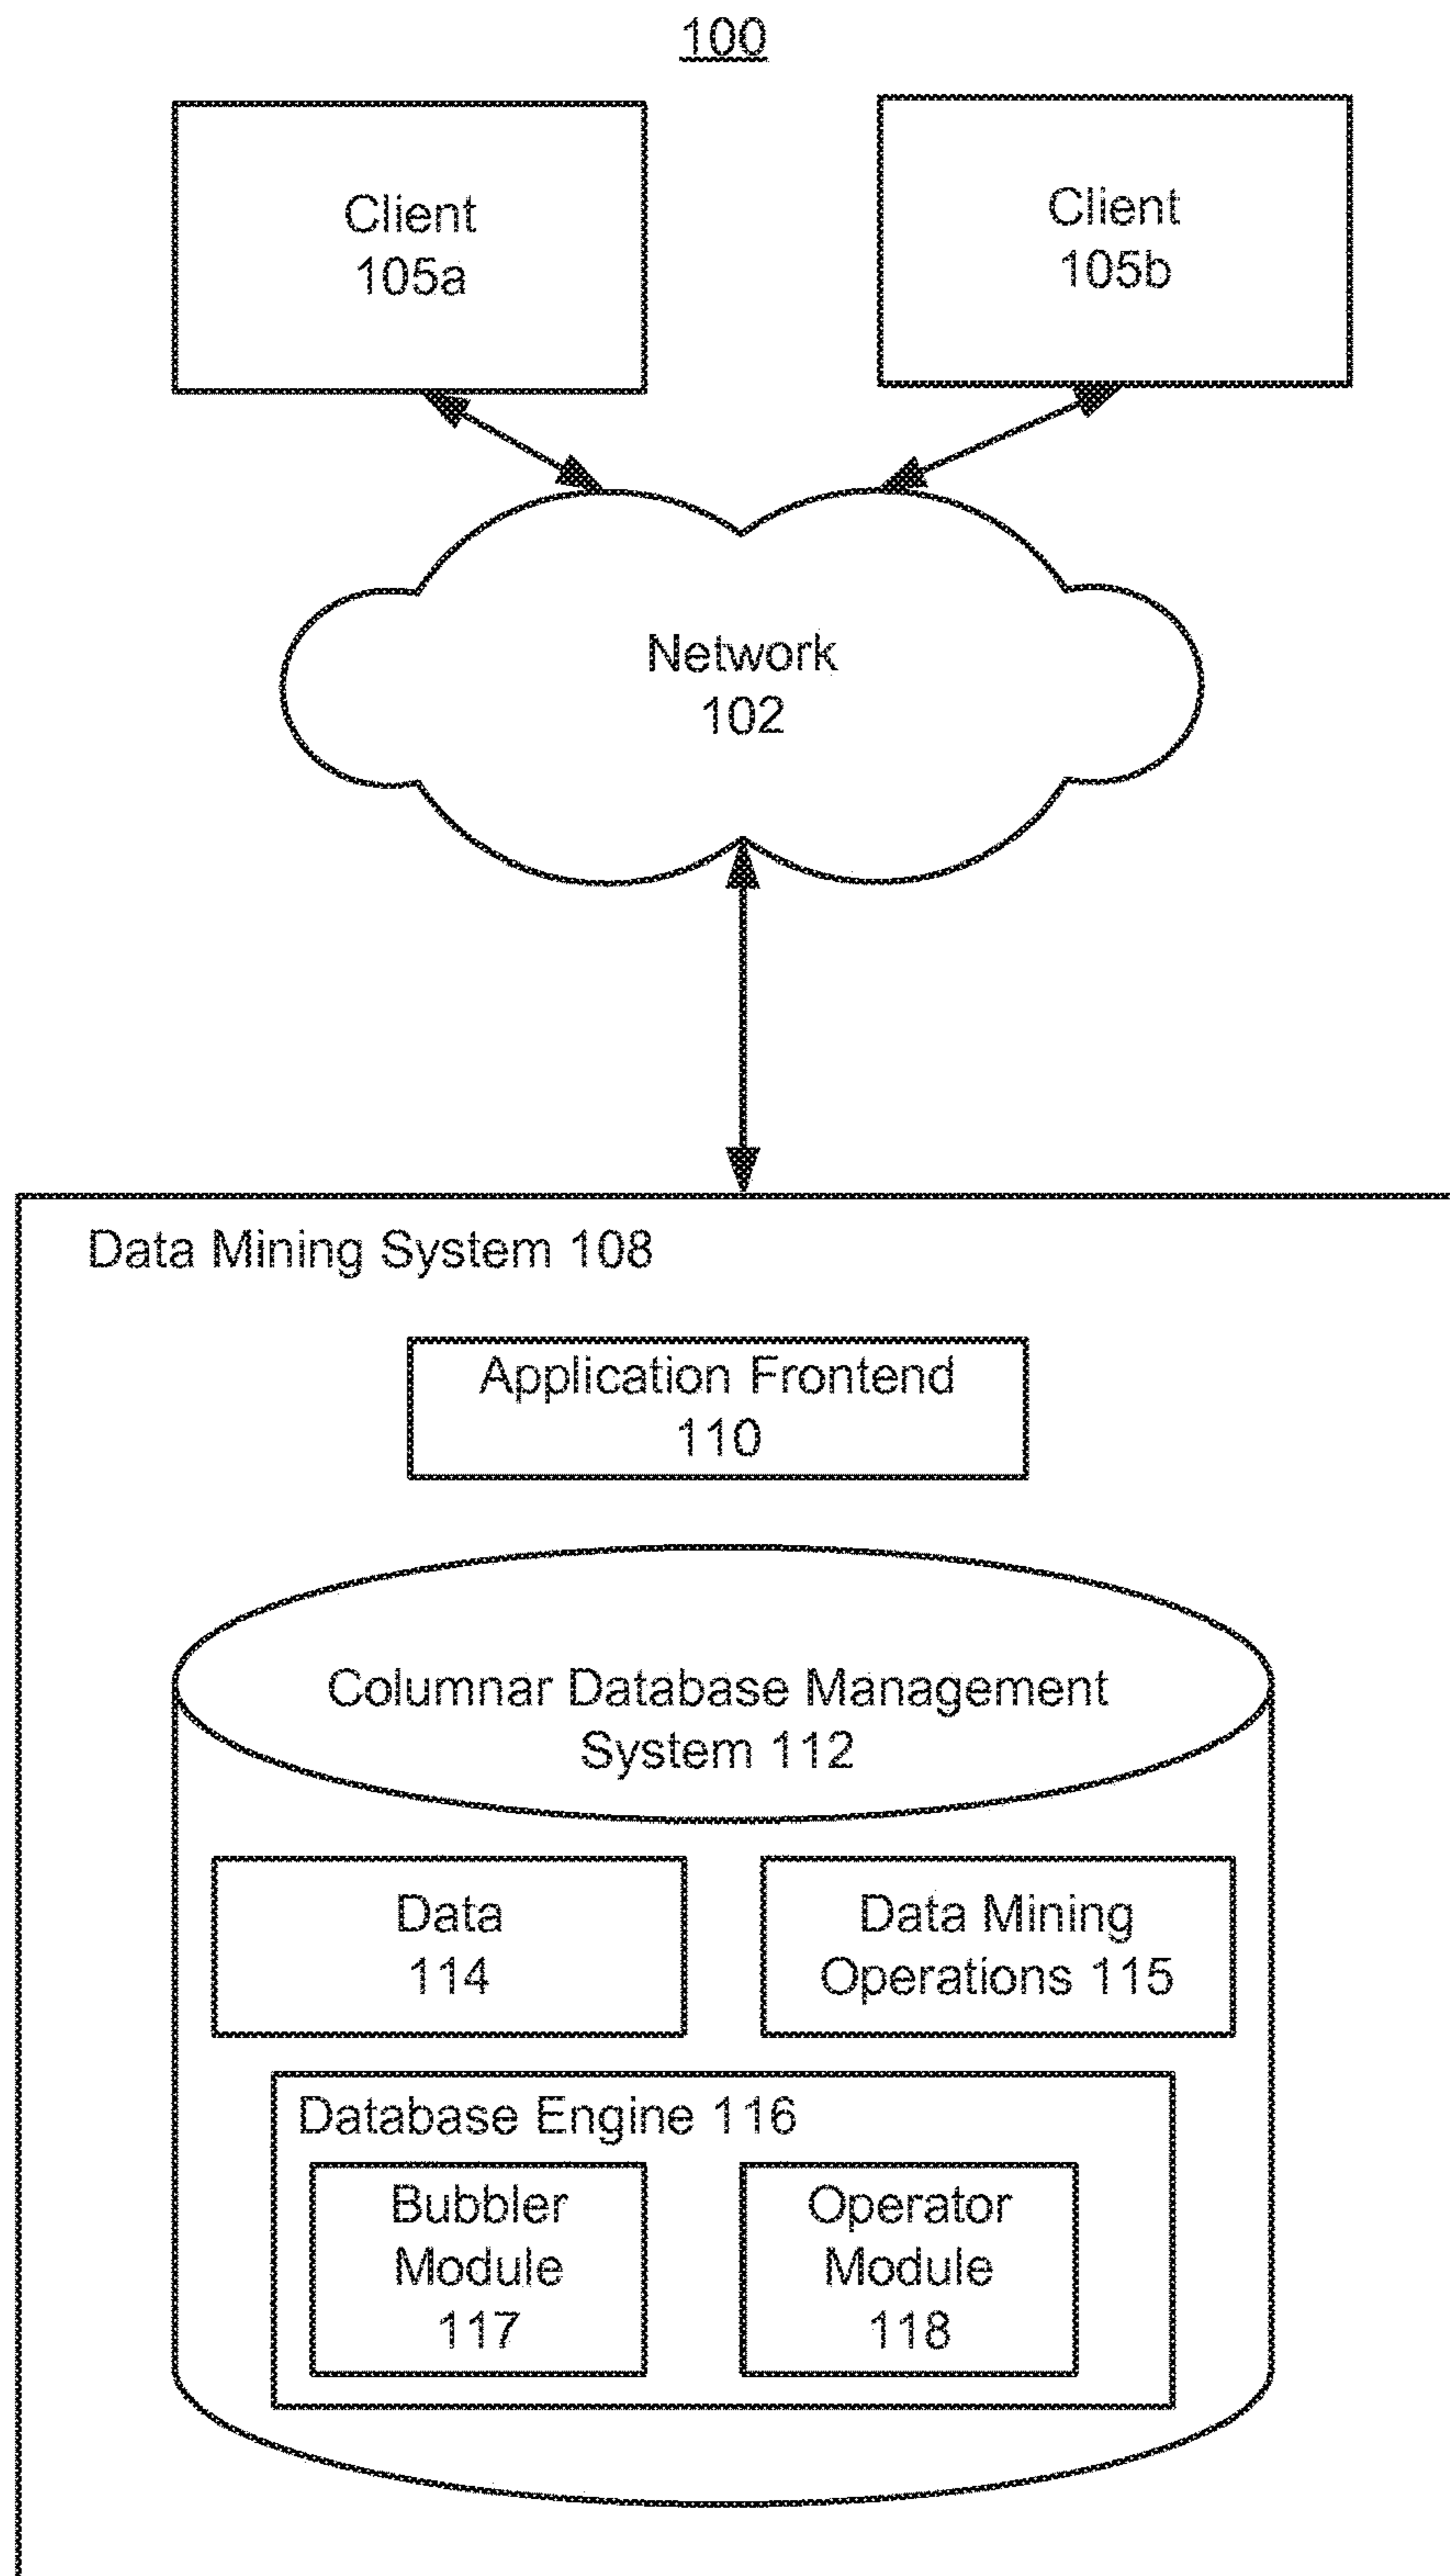 100
Client
105a
Client
105b
Network
102
Data Mining System 108
Application Frontend
110
Columnar Database Management
System 112
Data
114
Data Mining
Operations 115
Database Engine 116
Bubbler
Module
117
Operator
Module
118